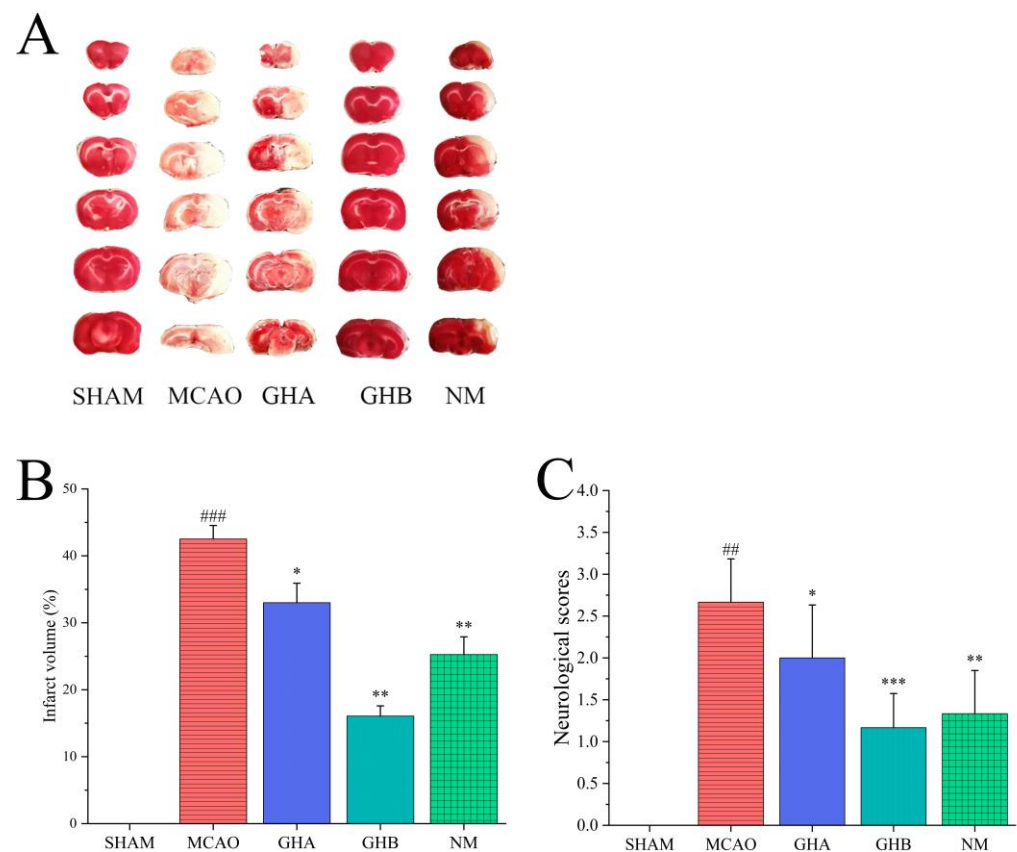 A
SHAM MCAO GHA GHB NM
B
Infarct volume (%)
50
40
30
20
10
0
###
*
**
**
SHAM MCAO GHA GHB NM
C
Neurological scores
4.0
3.5
3.0
2.5
2.0
1.5
1.0
0.5
0.0
##
*
***
**
SHAM MCAO GHA GHB NM